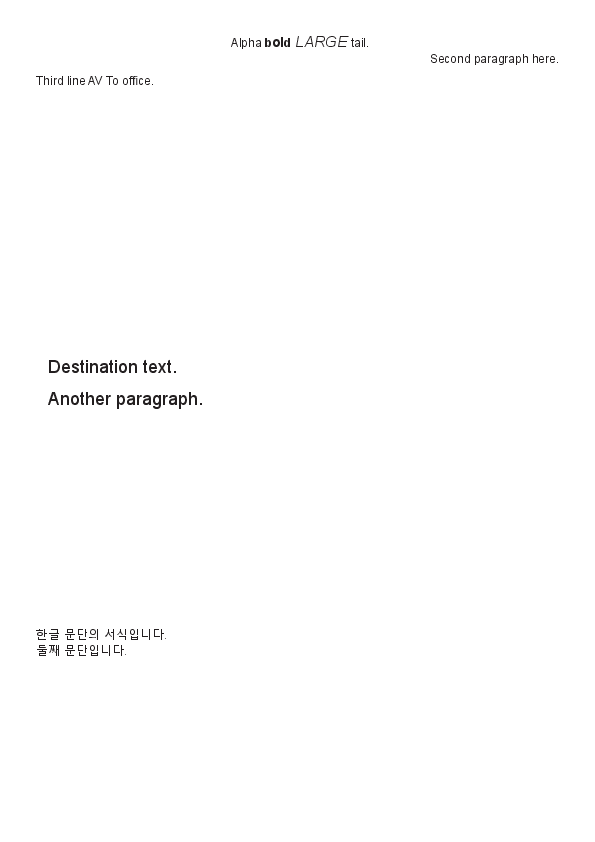 Alpha bold LARGE tail.
Second paragraph here.
Third line AV To office.
Destination text.
Another paragraph.
한글 문단의 서식입니다.
둘째 문단입니다.